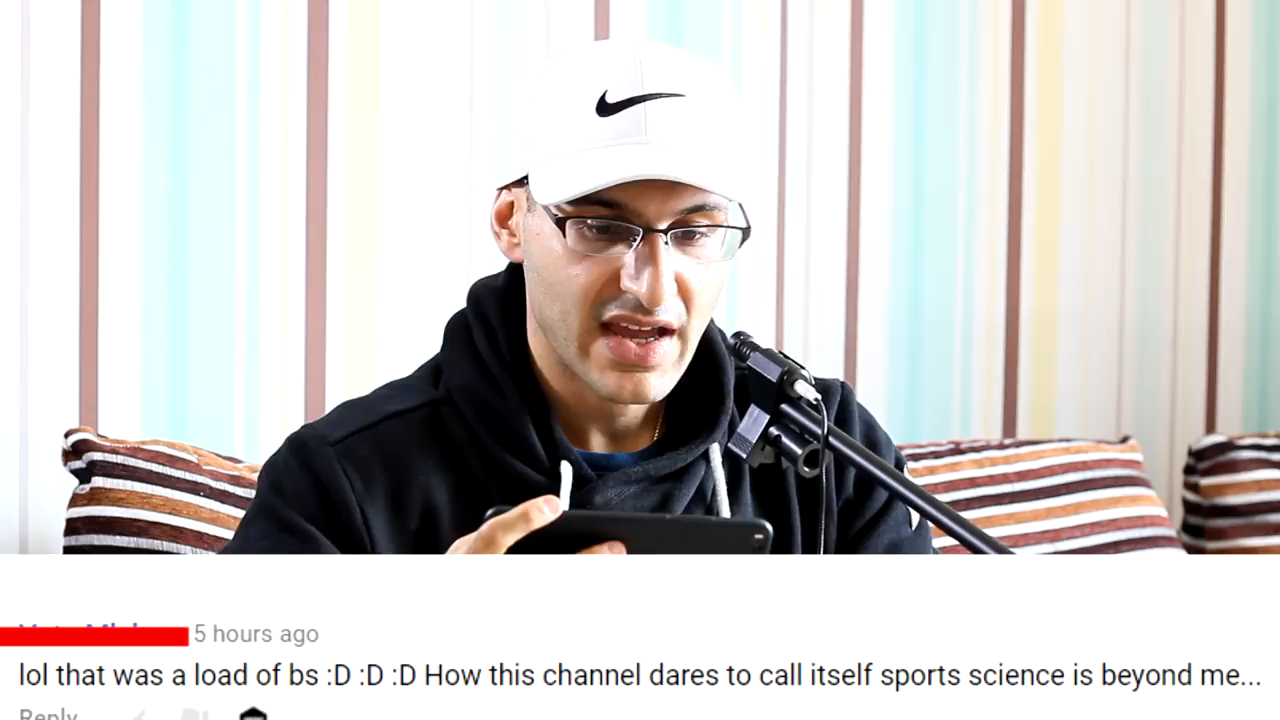 5 hours ago
lol that was a load of bs :D :D :D How this channel dares to call itself sports science is beyond me...
Reply